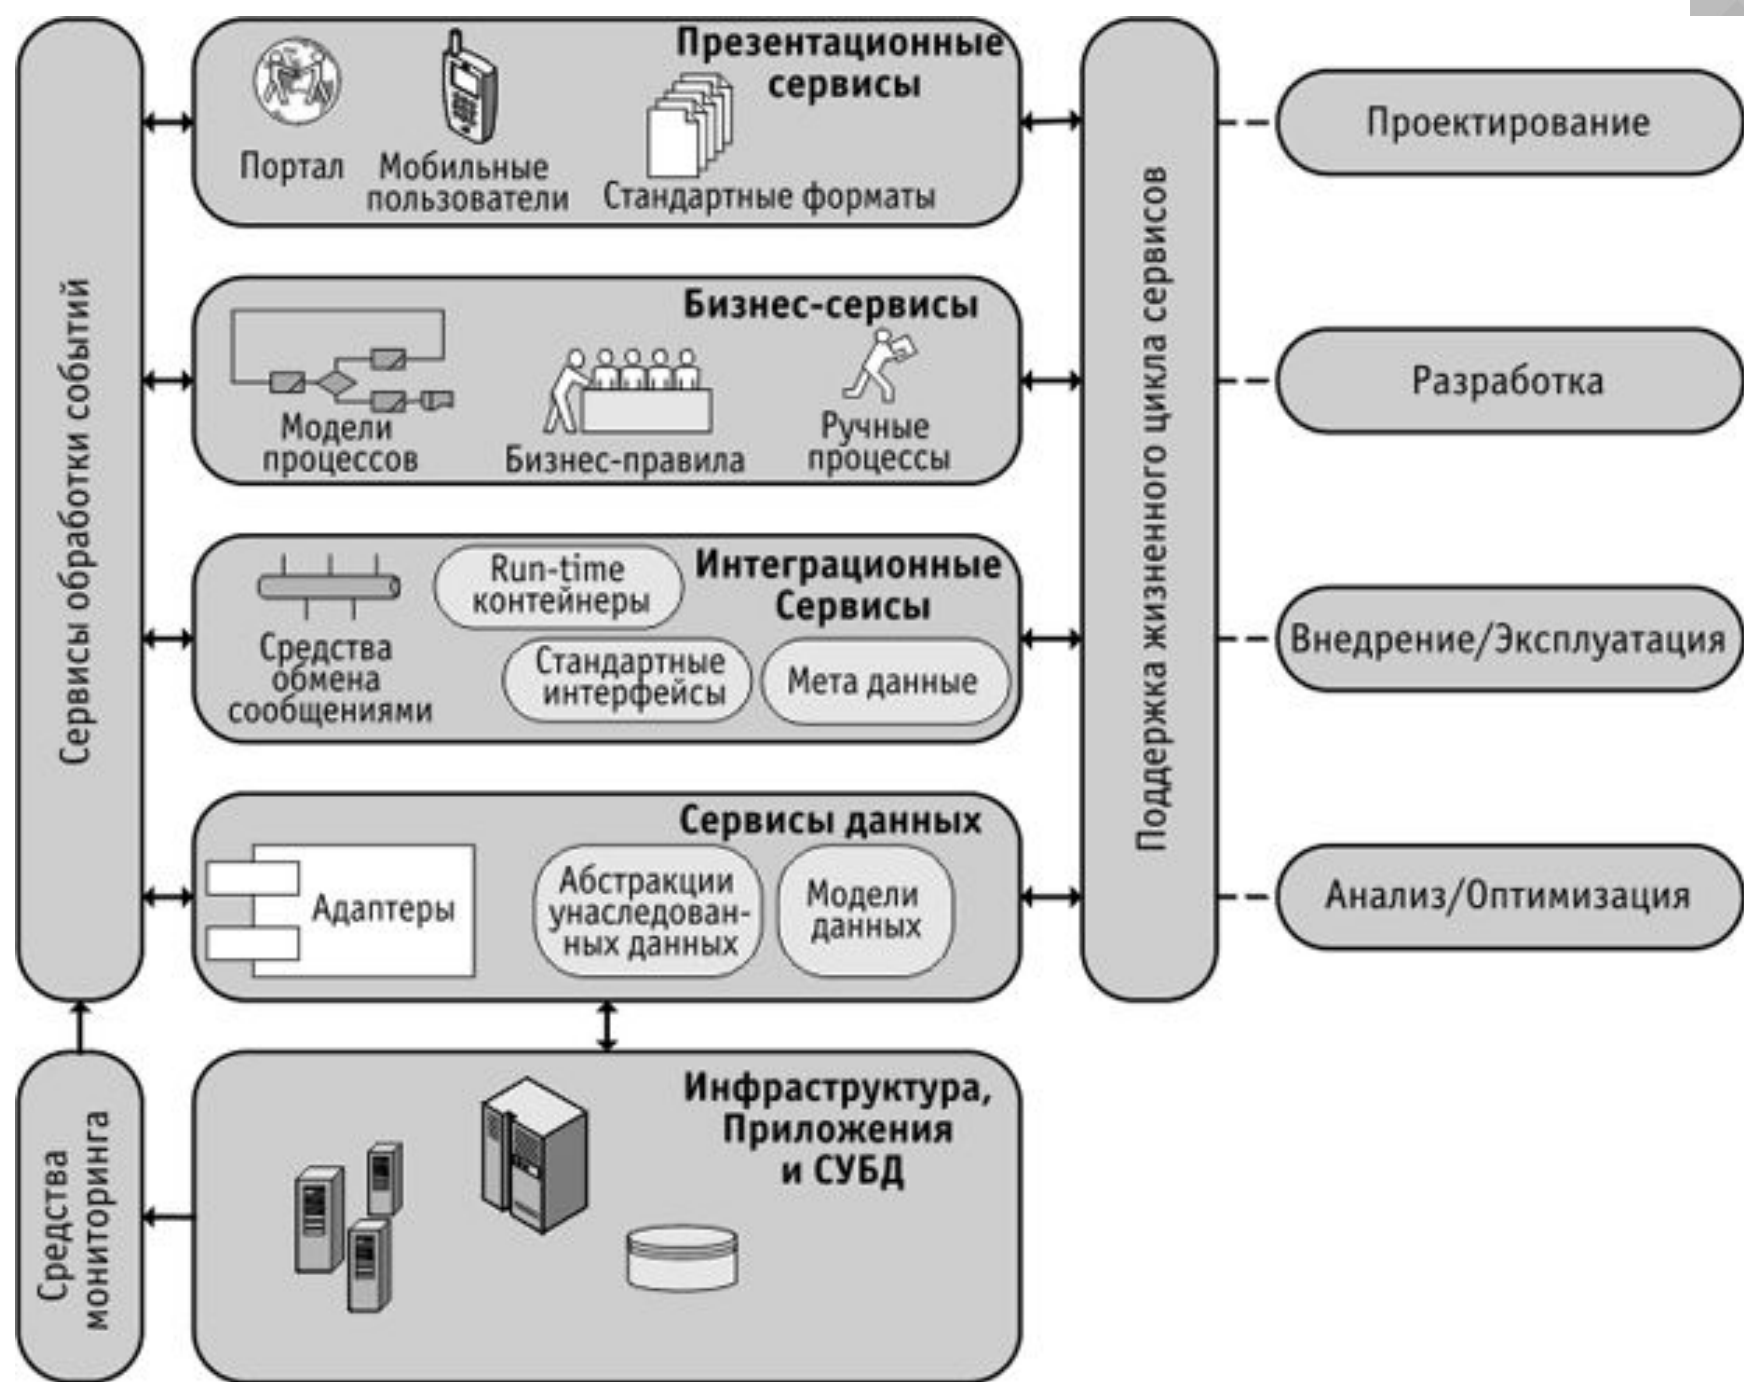 Сервисы обработки событий
Презентационные
сервисы
Портал
Мобильные
пользователи
Стандартные форматы
Бизнес-сервисы
Модели
процессов
Бизнес-правила
Ручные
процессы
Интеграционные
Сервисы
Run-time
контейнеры
Средства
обмена
сообщениями
Стандартные
интерфейсы
Мета данные
Сервисы данных
Адаптеры
Абстракции
унаследован-
ных данных
Модели
данных
Поддержка жизненного цикла сервисов
Проектирование
Разработка
Внедрение/Эксплуатация
Анализ/Оптимизация
Средства
мониторинга
Инфраструктура,
Приложения
и СУБД